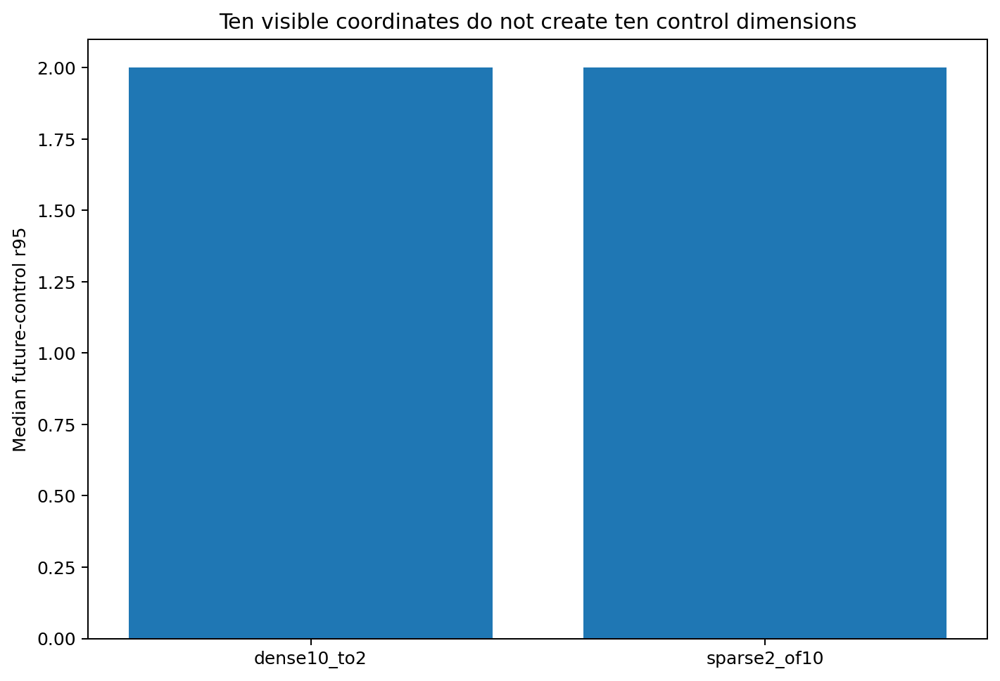 Ten visible coordinates do not create ten control dimensions
Median future-control r95
2.00
1.75
1.50
1.25
1.00
0.75
0.50
0.25
0.00
dense10_to2
sparse2_of10